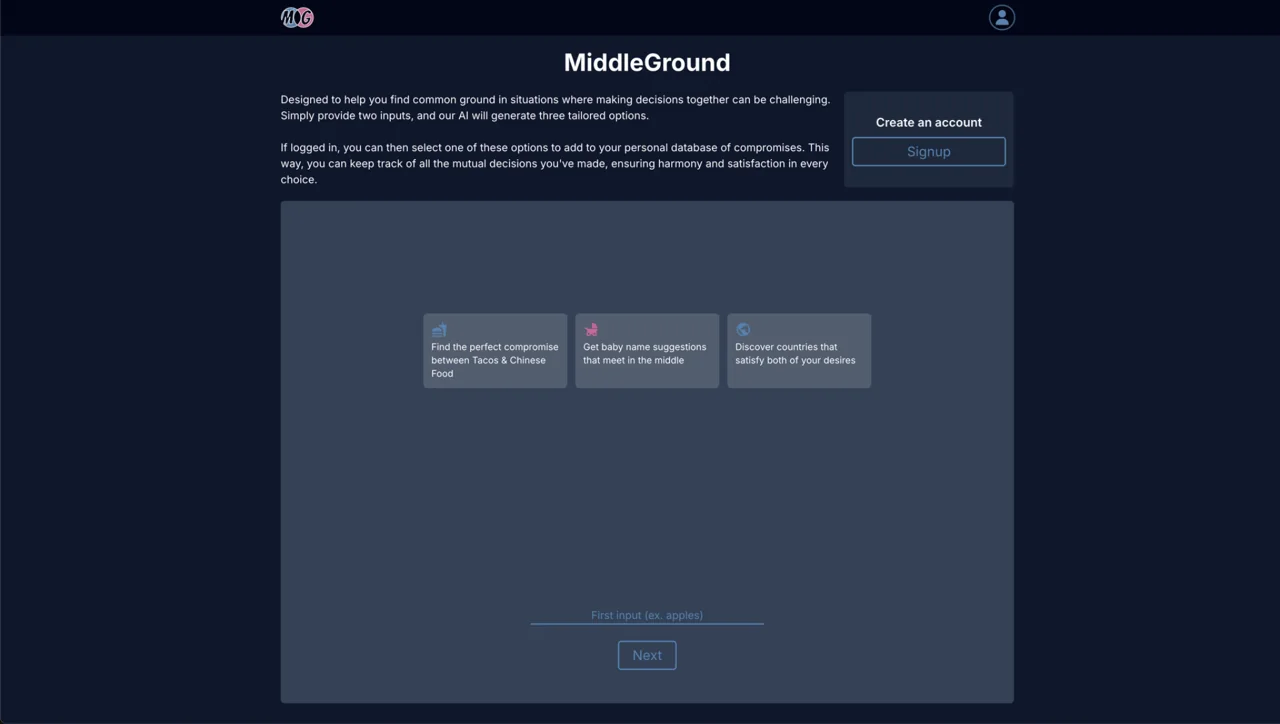 MG
MiddleGround
Designed to help you find common ground in situations where making decisions together can be challenging.
Simply provide two inputs, and our AI will generate three tailored options.
If logged in, you can then select one of these options to add to your personal database of compromises. This
way, you can keep track of all the mutual decisions you've made, ensuring harmony and satisfaction in every
choice.
Create an account
Signup
Find the perfect compromise
between Tacos & Chinese
Food
Get baby name suggestions
that meet in the middle
Discover countries that
satisfy both of your desires
First input (ex. apples)
Next